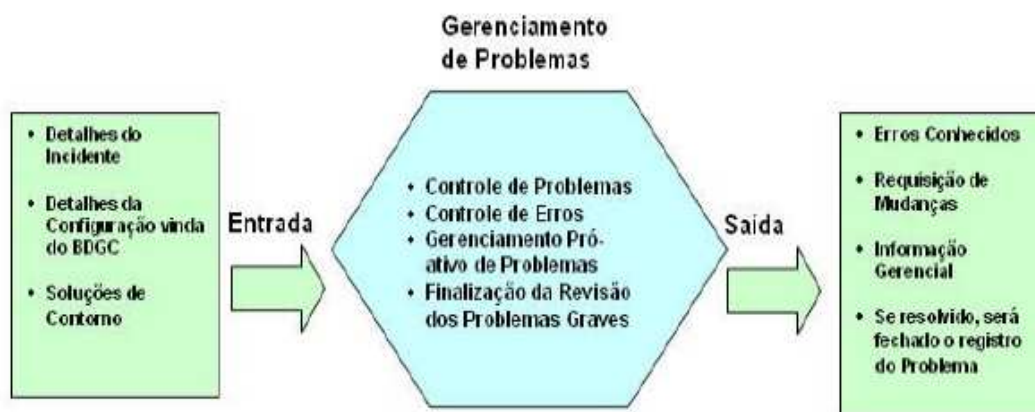 Gerenciamento
de Problemas
• Detalhes do
Incidente
• Detalhes da
Configuração vinda
do BDGC
• Soluções de
Contorno
Entrada
• Controle de Problemas
• Controle de Erros
• Gerenciamento Pró-
ativo de Problemas
• Finalização da Revisão
dos Problemas Graves
Saída
• Erros Conhecidos
• Requisição de
Mudanças
• Informação
Gerencial
• Se resolvido, será
fechado o registro
do Problema